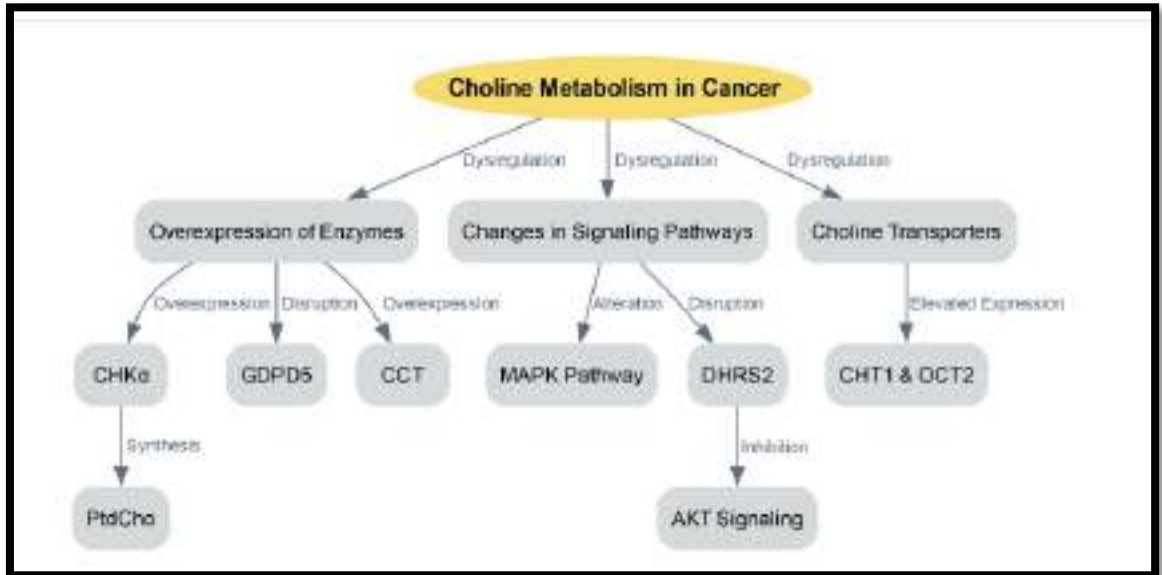 Choline Metabolism in Cancer
Dysregulation
Dysregulation
Dysregulation
Overexpression of Enzymes
Changes in Signaling Pathways
Choline Transporters
Overexpression
Disruption
Overexpression
Alteration
Disruption
Elevated Expression
CHKα
GDPD5
CCT
MAPK Pathway
DHRS2
CHT1 & OCT2
Synthesis
Inhibition
PtdCho
AKT Signaling